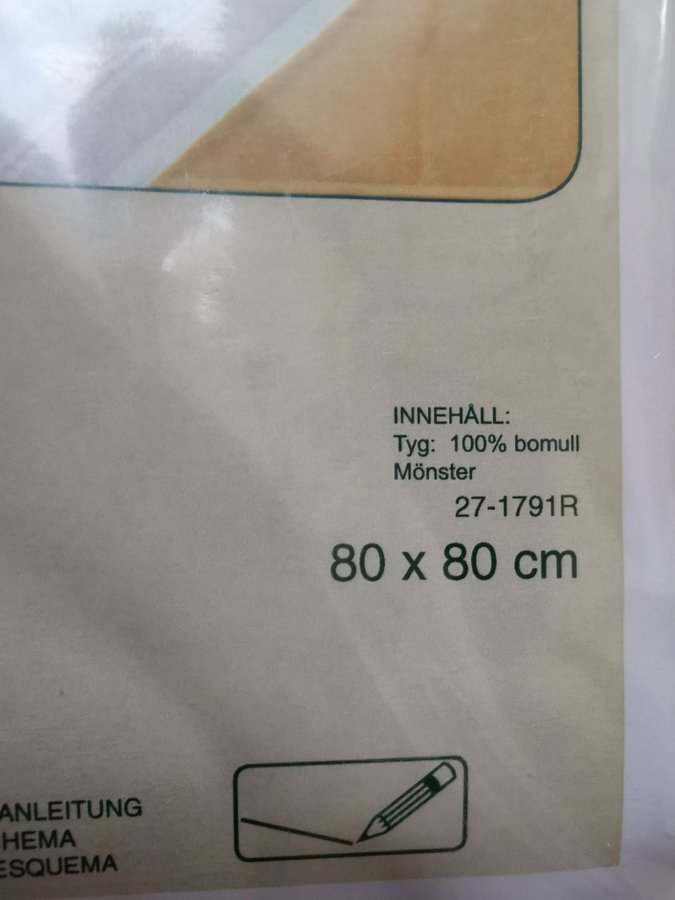 INNEHÅLL:
Tyg: 100% bomull
Mönster
27-1791R
80 x 80 cm
ANLEITUNG
HEMA
ESQUEMA